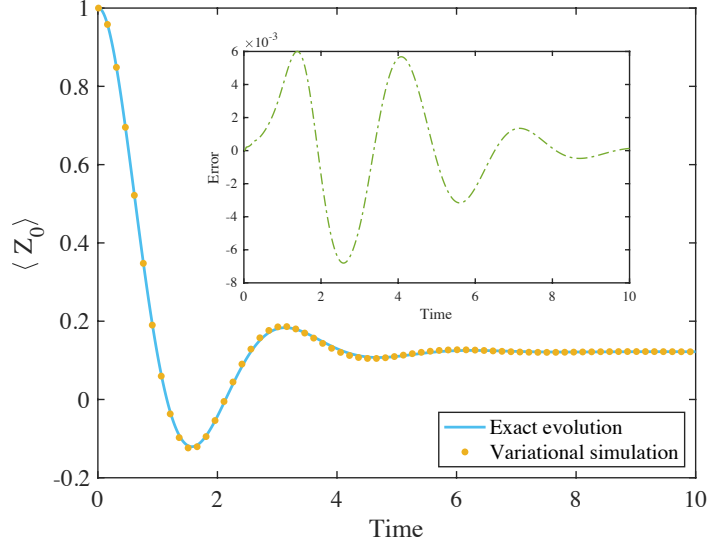 1
0.8
0.6
0.4
0.2
0
-0.2
⟨ Z₀ ⟩
0 2 4 6 8 10
Time
×10⁻³
6
4
2
0
-2
-4
-6
-8
Error
0 2 4 6 8 10
Time
Exact evolution
Variational simulation